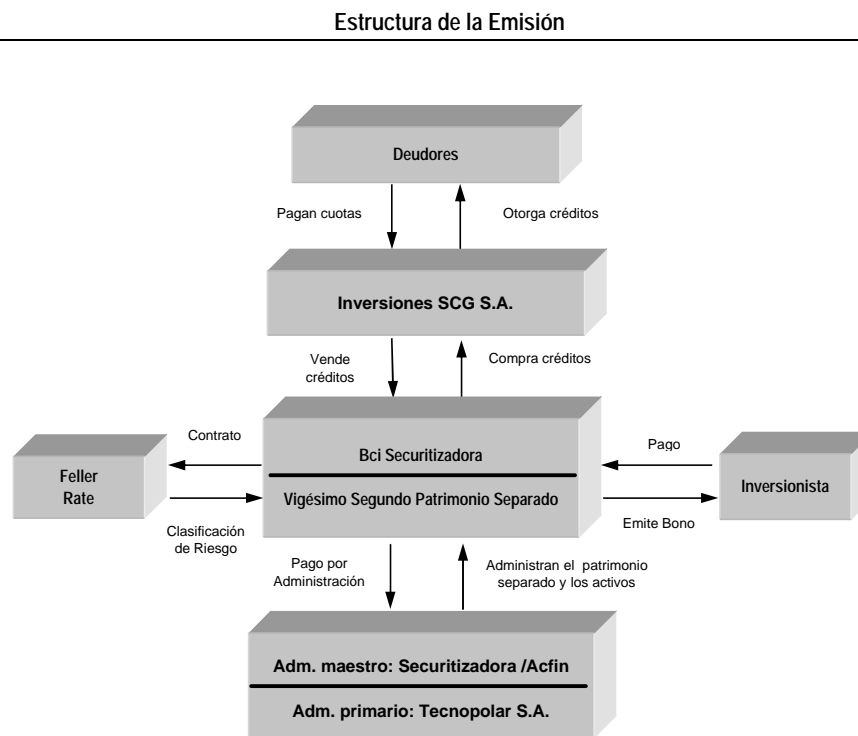 Estructura de la Emisión
Deudores
Pagan cuotas
Otorga créditos
Inversiones SCG S.A.
Vende
créditos
Compra créditos
Contrato
Bci Securitizadora
Pago
Feller
Rate
Vigésimo Segundo Patrimonio Separado
Inversionista
Clasificación
de Riesgo
Emite Bono
Pago por
Administración
Administran el patrimonio
separado y los activos
Adm. maestro: Securitizadora /Acfin
Adm. primario: Tecnopolar S.A.